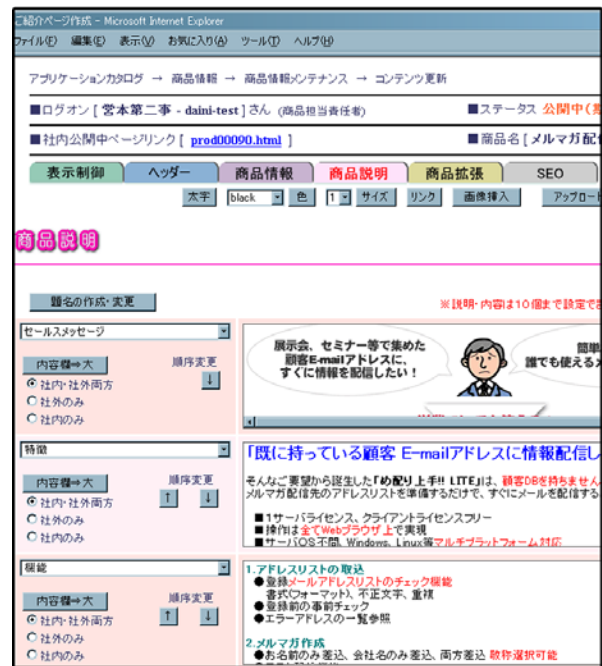 ご紹介ページ作成 - Microsoft Internet Explorer
ファイル(F) 編集(E) 表示(V) お気に入り(A) ツール(T) ヘルプ(H)
アプリケーションカタログ → 商品情報 → 商品情報メンテナンス → コンテンツ更新
■ログオン [ 営本第二事 - daini-test ] さん (商品担当責任者) ■ステータス 公開中(
■社内公開中ページリンク [ prod00090.html ] ■商品名 [ メルマガ配
表示制御 ヘッダー 商品情報 商品説明 商品拡張 SEO
太字 black 色 1 サイズ リンク 画像挿入 アップロー
商品説明
題名の作成・変更 ※説明・内容は10個まで設定で
セールスメッセージ
内容欄⇒大 順序変更
↓
社内・社外両方
社外のみ
社内のみ
展示会、セミナー等で集めた
顧客E-mailアドレスに、
すぐに情報を配信したい！
簡単
誰でも使える
特徴
内容欄⇒大 順序変更
↑ ↓
社内・社外両方
社外のみ
社内のみ
「既に持っている顧客 E-mailアドレスに情報配信し
そんなご要望から誕生した「め配り上手!! LITE」は、顧客DBを持ちません
メルマガ配信先のアドレスリストを準備するだけで、すぐにメールを配信する
■1サーバライセンス、クライアントライセンスフリー
■操作は全てWebブラウザ上で実現
■サーバOS不問、Windows、Linux等マルチプラットフォーム対応
機能
内容欄⇒大 順序変更
↑ ↓
社内・社外両方
社外のみ
社内のみ
1.アドレスリストの取込
●登録メールアドレスリストのチェック機能
書式(フォーマット)、不正文字、重複
●登録前の事前チェック
●エラーアドレスの一覧参照
2.メルマガ作成
●お名前のみ差込、会社名のみ差込、両方差込 敬称選択可能